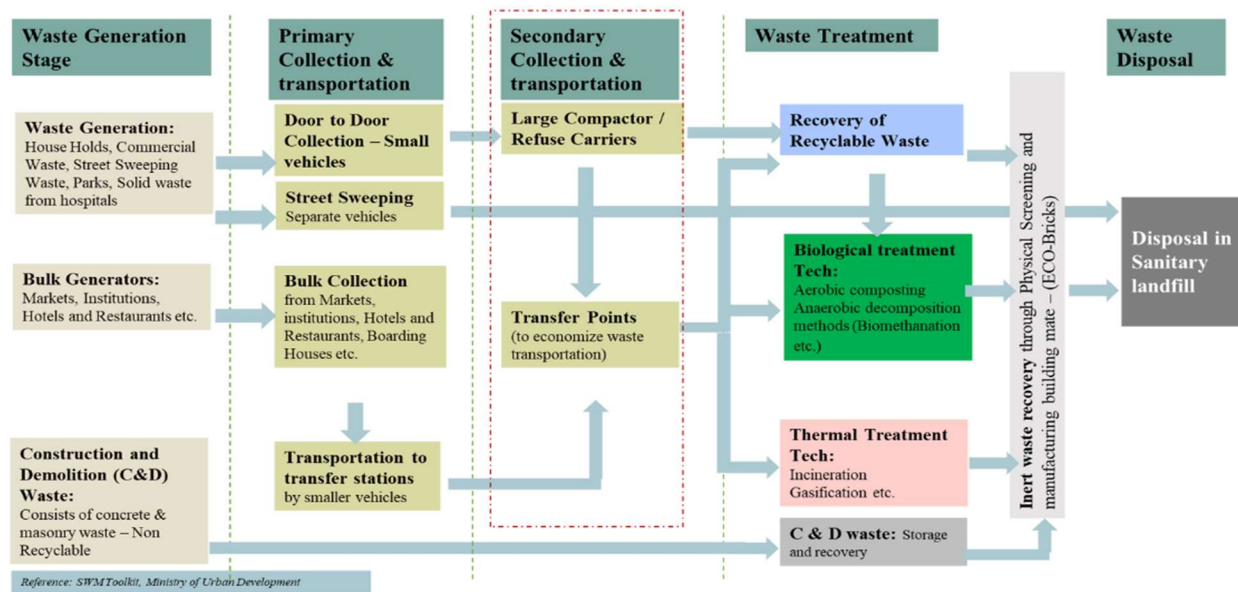 Waste Generation
Stage
Primary
Collection &
transportation
Secondary
Collection &
transportation
Waste Treatment
Waste
Disposal
Waste Generation:
House Holds, Commercial
Waste, Street Sweeping
Waste, Parks, Solid waste
from hospitals
Door to Door
Collection – Small
vehicles
Large Compactor /
Refuse Carriers
Recovery of
Recyclable Waste
Street Sweeping
Separate vehicles
Bulk Generators:
Markets, Institutions,
Hotels and Restaurants etc.
Bulk Collection
from Markets,
institutions, Hotels and
Restaurants, Boarding
Houses etc.
Transfer Points
(to economize waste
transportation)
Biological treatment
Tech:
Aerobic composting
Anaerobic decomposition
methods (Biomethanation
etc.)
Inert waste recovery through Physical Screening and
manufacturing building mate – (ECO-Bricks)
Disposal in
Sanitary
landfill
Construction and
Demolition (C&D)
Waste:
Consists of concrete &
masonry waste – Non
Recyclable
Transportation to
transfer stations
by smaller vehicles
Thermal Treatment
Tech:
Incineration
Gasification etc.
C & D waste: Storage
and recovery
Reference: SWM Toolkit, Ministry of Urban Development